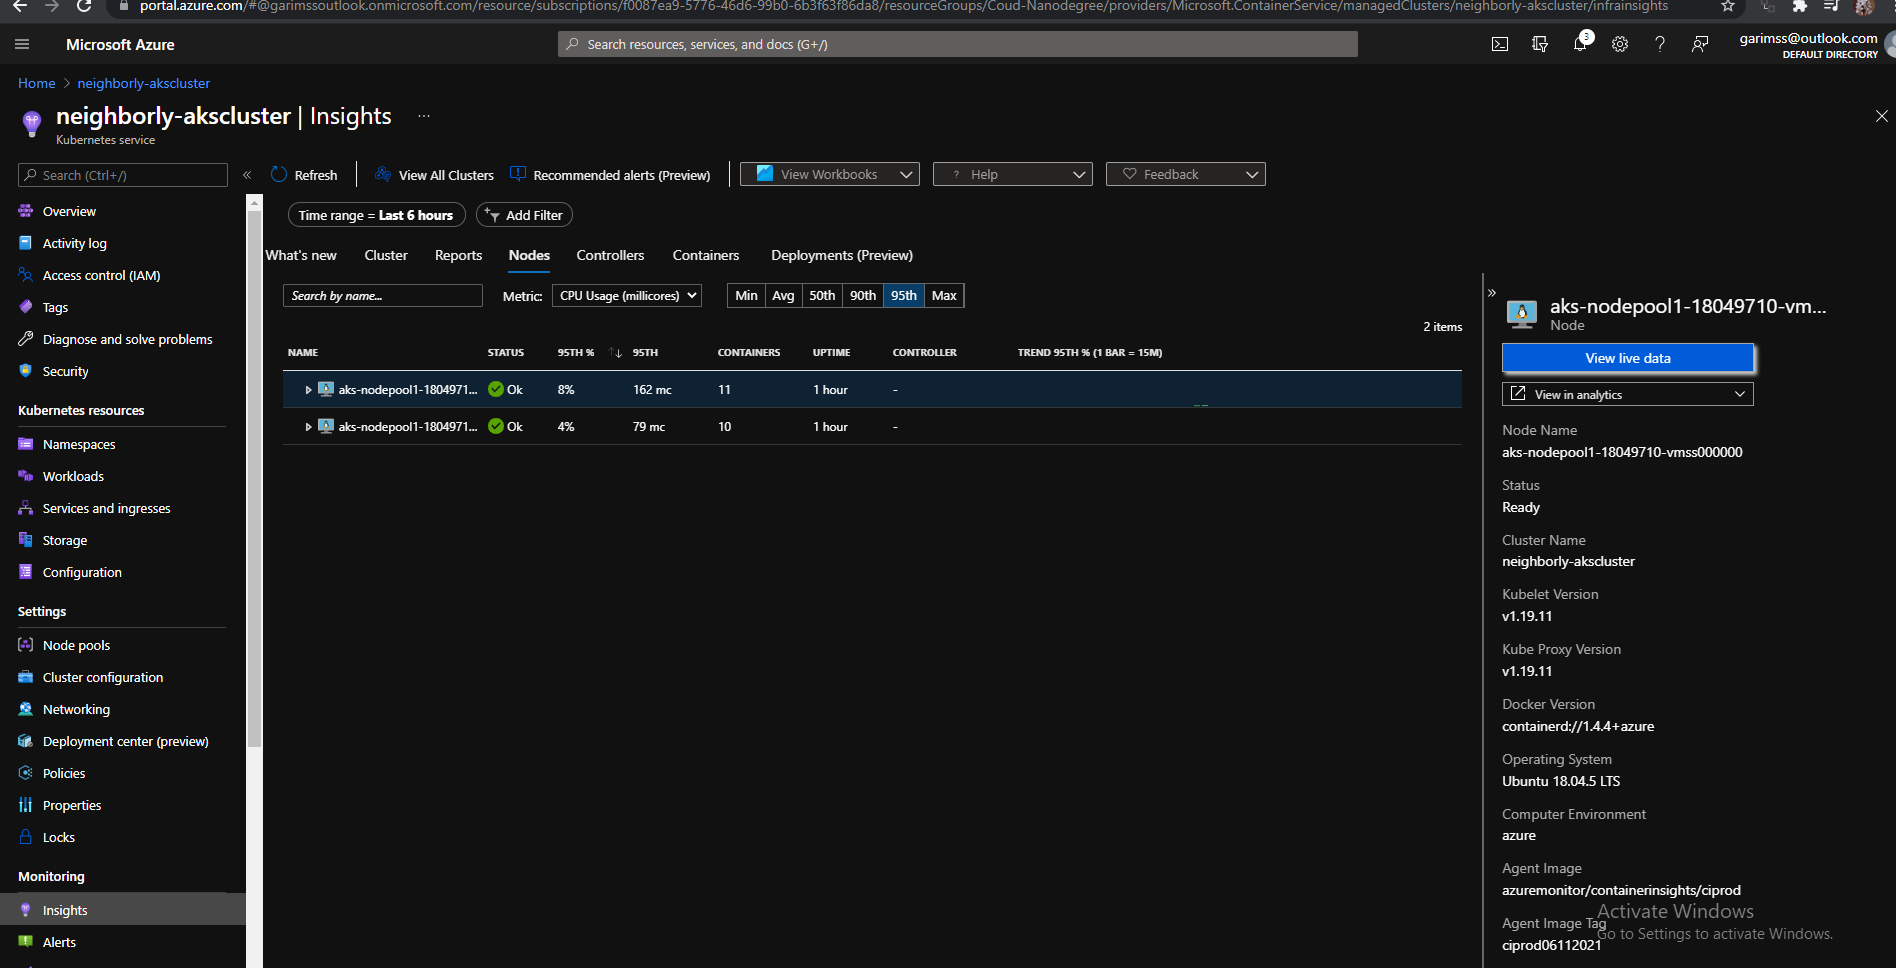 portal.azure.com/#@garimssoutlook.onmicrosoft.com/resource/subscriptions/f0087ea9-5776-46d6-99b0-6b3f63f86da8/resourceGroups/Coud-Nanodegree/providers/Microsoft.ContainerService/managedClusters/neighborly-akscluster/infrainsights
Microsoft Azure
Search resources, services, and docs (G+/)
3
garimss@outlook.com
DEFAULT DIRECTORY
Home > neighborly-akscluster
neighborly-akscluster | Insights ...
Kubernetes service
Search (Ctrl+/)
«
Refresh
View All Clusters
Recommended alerts (Preview)
View Workbooks
? Help
Feedback
Overview
Activity log
Access control (IAM)
Tags
Diagnose and solve problems
Security
Kubernetes resources
Namespaces
Workloads
Services and ingresses
Storage
Configuration
Settings
Node pools
Cluster configuration
Networking
Deployment center (preview)
Policies
Properties
Locks
Monitoring
Insights
Alerts
Time range = Last 6 hours
Add Filter
What's new Cluster Reports Nodes Controllers Containers Deployments (Preview)
Search by name...
Metric: CPU Usage (millicores)
Min Avg 50th 90th 95th Max
2 items
NAME STATUS 95TH % ↑↓ 95TH CONTAINERS UPTIME CONTROLLER TREND 95TH % (1 BAR = 15M)
aks-nodepool1-1804971... Ok 8% 162 mc 11 1 hour -
aks-nodepool1-1804971... Ok 4% 79 mc 10 1 hour -
»
aks-nodepool1-18049710-vm...
Node
View live data
View in analytics
Node Name
aks-nodepool1-18049710-vmss000000
Status
Ready
Cluster Name
neighborly-akscluster
Kubelet Version
v1.19.11
Kube Proxy Version
v1.19.11
Docker Version
containerd://1.4.4+azure
Operating System
Ubuntu 18.04.5 LTS
Computer Environment
azure
Agent Image
azuremonitor/containerinsights/ciprod
Agent Image Tag
ciprod06112021
Activate Windows
Go to Settings to activate Windows.